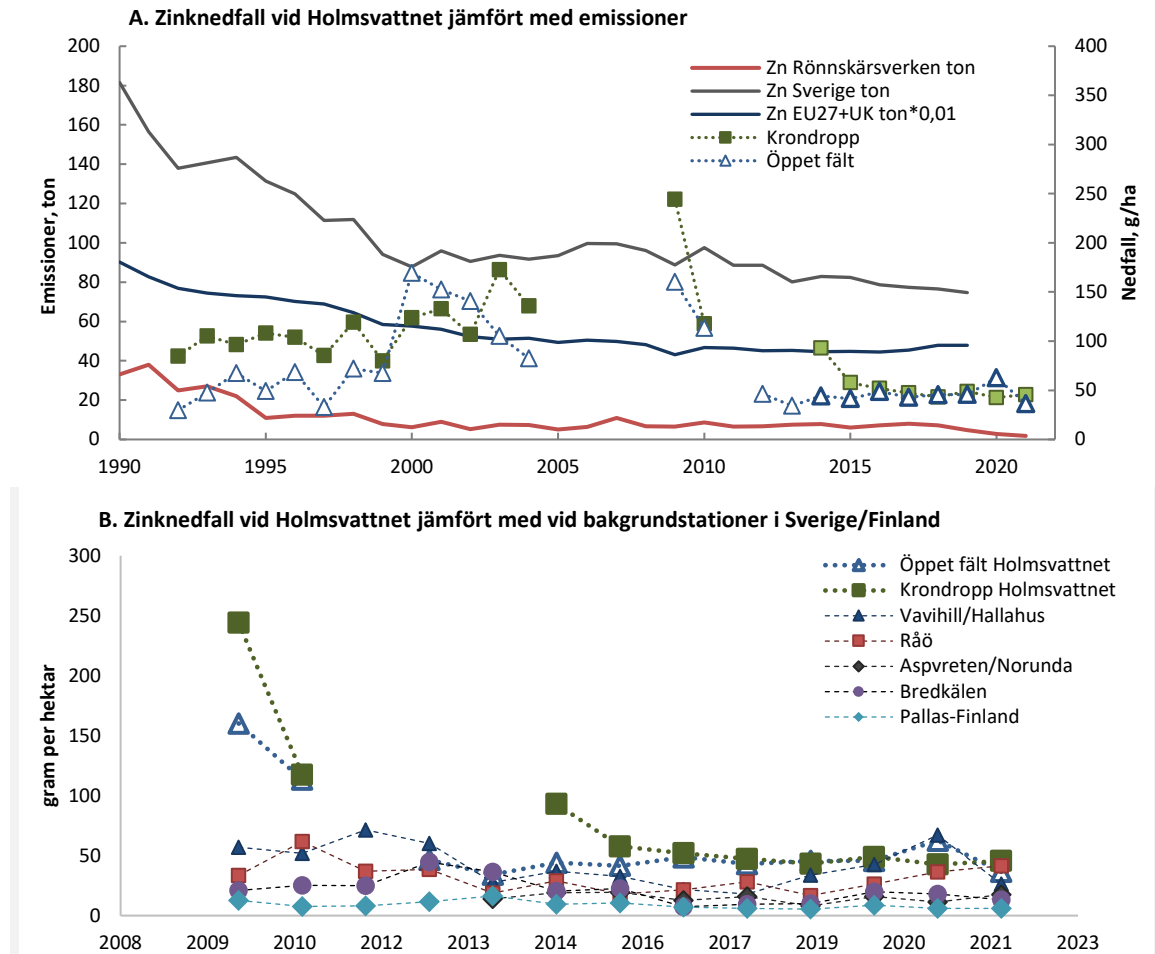 A. Zinknedfall vid Holmsvattnet jämfört med emissioner
200
180
160
140
120
100
80
60
40
20
0
Emissioner, ton
400
350
300
250
200
150
100
50
0
Nedfall, g/ha
Zn Rönnskärsverken ton
Zn Sverige ton
Zn EU27+UK ton*0,01
Krondropp
Öppet fält
1990 1995 2000 2005 2010 2015 2020
B. Zinknedfall vid Holmsvattnet jämfört med vid bakgrundstationer i Sverige/Finland
300
250
200
150
100
50
0
gram per hektar
Öppet fält Holmsvattnet
Krondropp Holmsvattnet
Vavihill/Hallahus
Råö
Aspvreten/Norunda
Bredkälen
Pallas-Finland
2008 2009 2010 2012 2013 2014 2016 2017 2019 2020 2021 2023